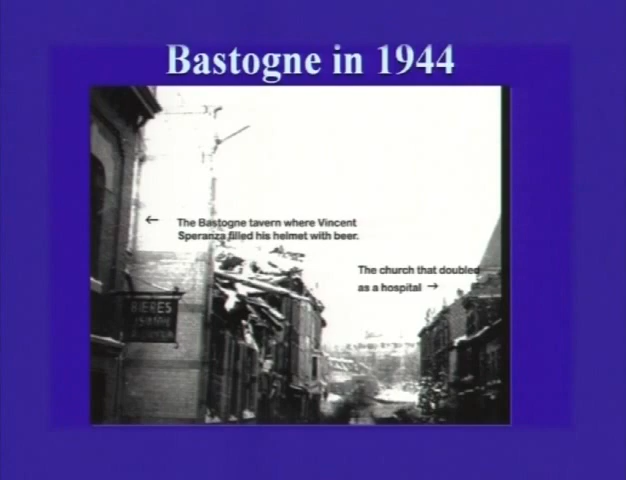 Bastogne in 1944
← The Bastogne tavern where Vincent
Speranza filled his helmet with beer.
The church that doubled
as a hospital →
BIERES